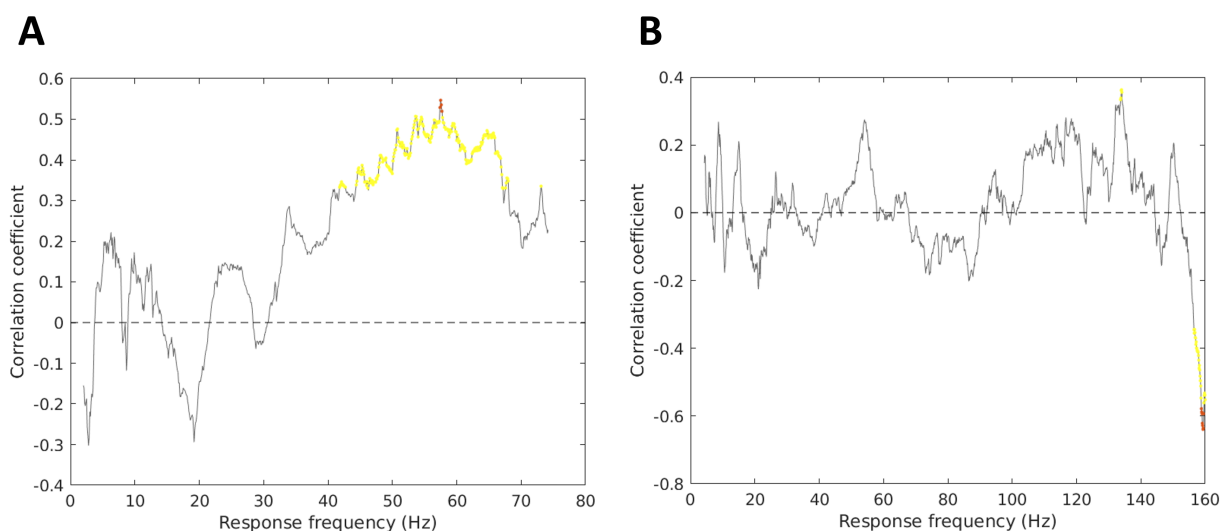 A
0.6
0.5
0.4
0.3
0.2
0.1
0
-0.1
-0.2
-0.3
-0.4
Correlation coefficient
0 10 20 30 40 50 60 70 80
Response frequency (Hz)
B
0.4
0.2
0
-0.2
-0.4
-0.6
-0.8
Correlation coefficient
0 20 40 60 80 100 120 140 160
Response frequency (Hz)